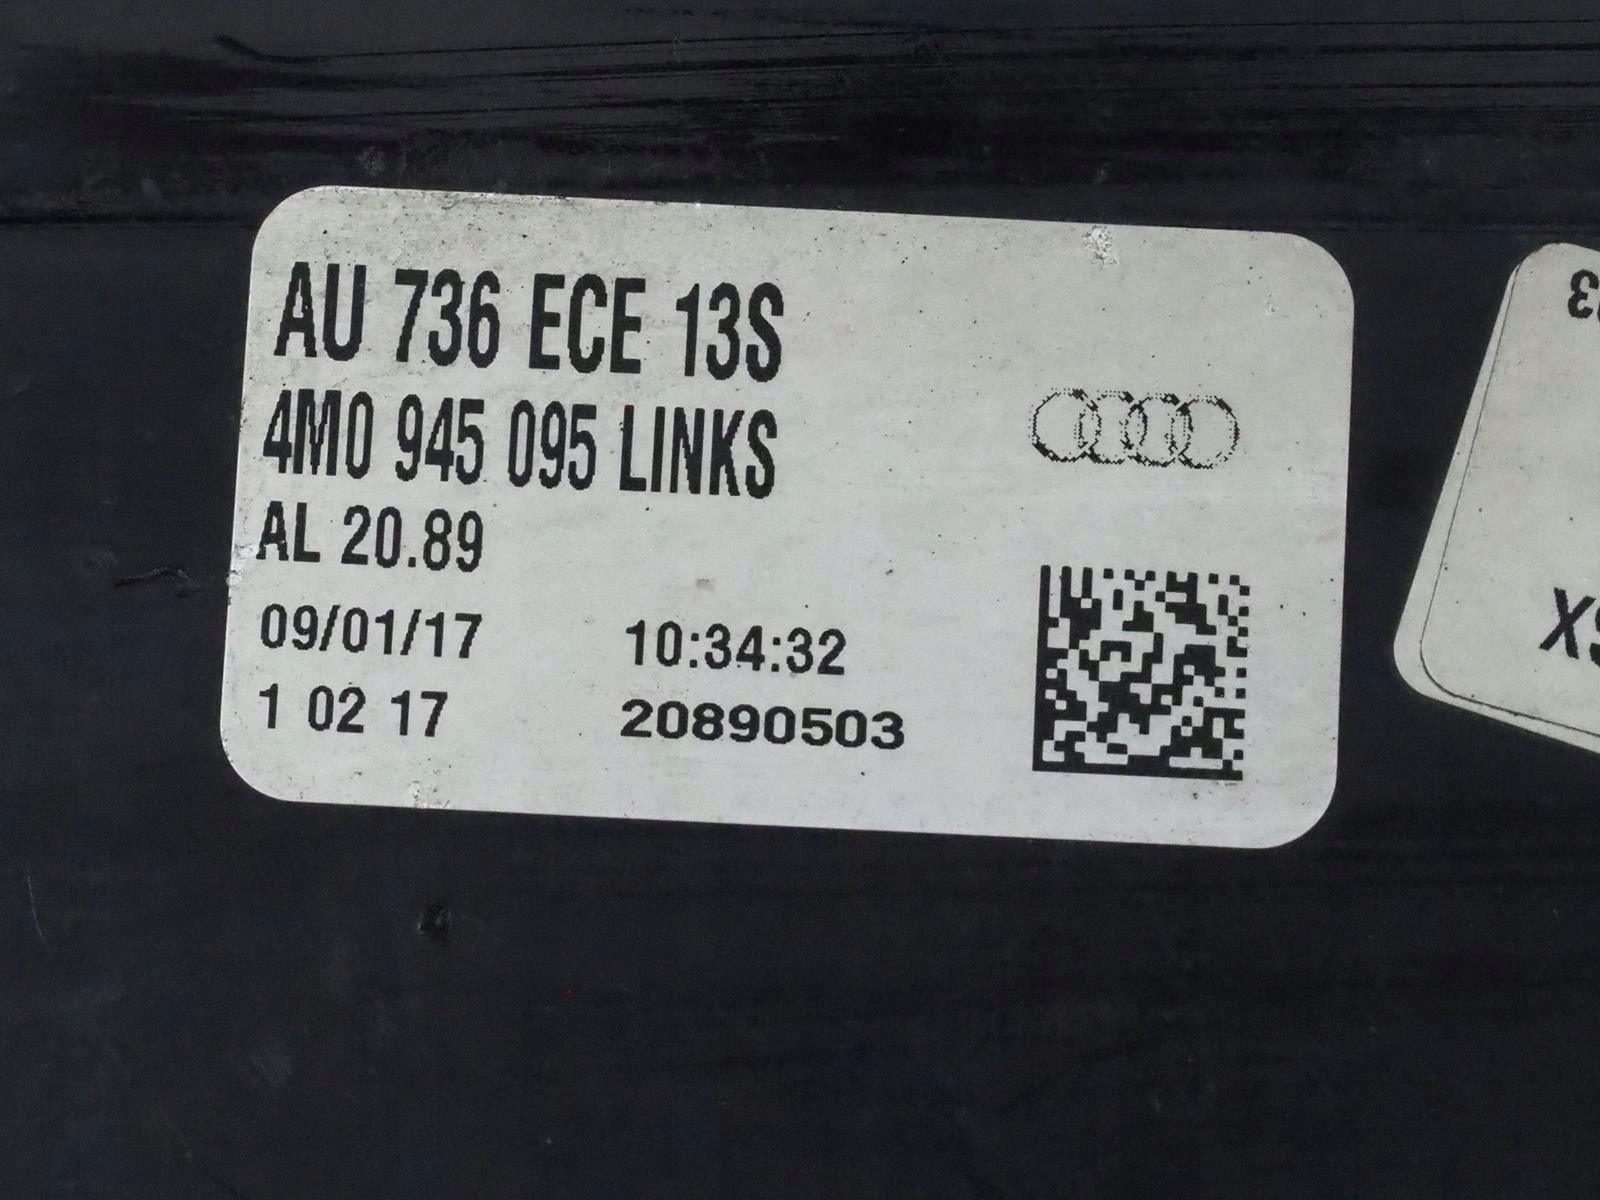 AU 736 ECE 13S
4M0 945 095 LINKS
AL 20.89
09/01/17 10:34:32
1 02 17 20890503